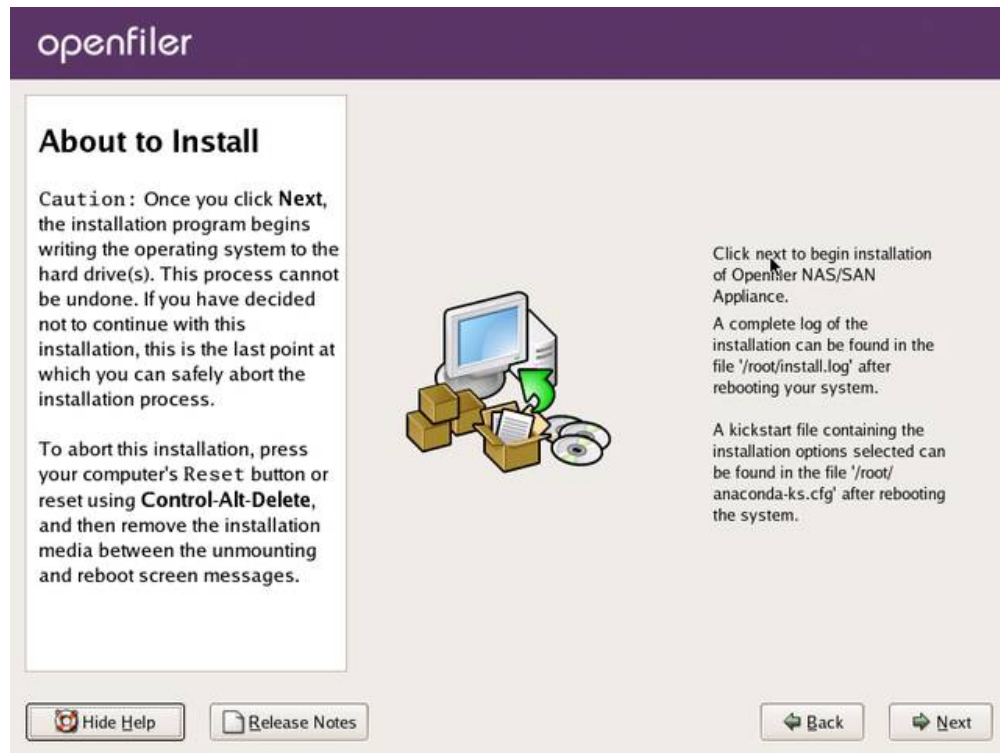 openfiler
About to Install
Caution: Once you click Next,
the installation program begins
writing the operating system to the
hard drive(s). This process cannot
be undone. If you have decided
not to continue with this
installation, this is the last point at
which you can safely abort the
installation process.
To abort this installation, press
your computer's Reset button or
reset using Control-Alt-Delete,
and then remove the installation
media between the unmounting
and reboot screen messages.
Click next to begin installation
of Openfiler NAS/SAN
Appliance.
A complete log of the
installation can be found in the
file '/root/install.log' after
rebooting your system.
A kickstart file containing the
installation options selected can
be found in the file '/root/
anaconda-ks.cfg' after rebooting
the system.
Hide Help
Release Notes
Back
Next